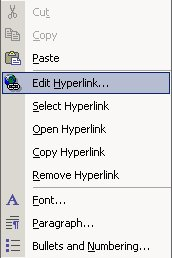 Cut
Copy
Paste
Edit Hyperlink...
Select Hyperlink
Open Hyperlink
Copy Hyperlink
Remove Hyperlink
A Font...
Paragraph...
Bullets and Numbering...